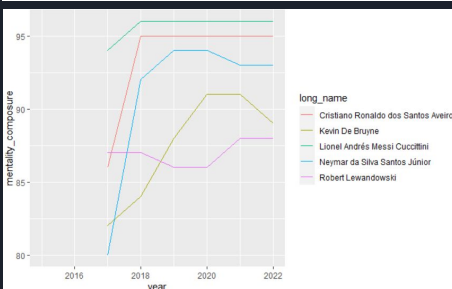 95
90
85
80
mentality_composure
2016
2018
2020
2022
year
long_name
Cristiano Ronaldo dos Santos Aveiro
Kevin De Bruyne
Lionel Andrés Messi Cuccittini
Neymar da Silva Santos Júnior
Robert Lewandowski